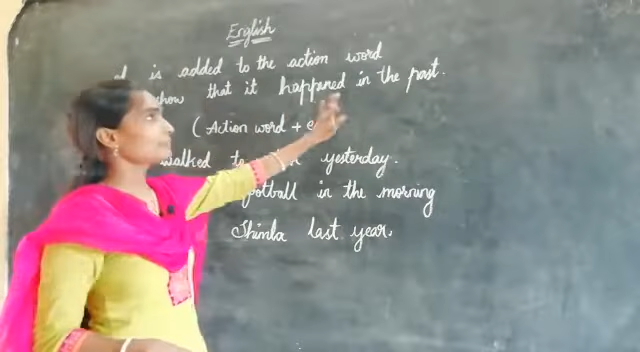 English
is added to the action word
show that it happened in the past.
(Action word + e
walked to yesterday.
football in the morning
Shimla last year.